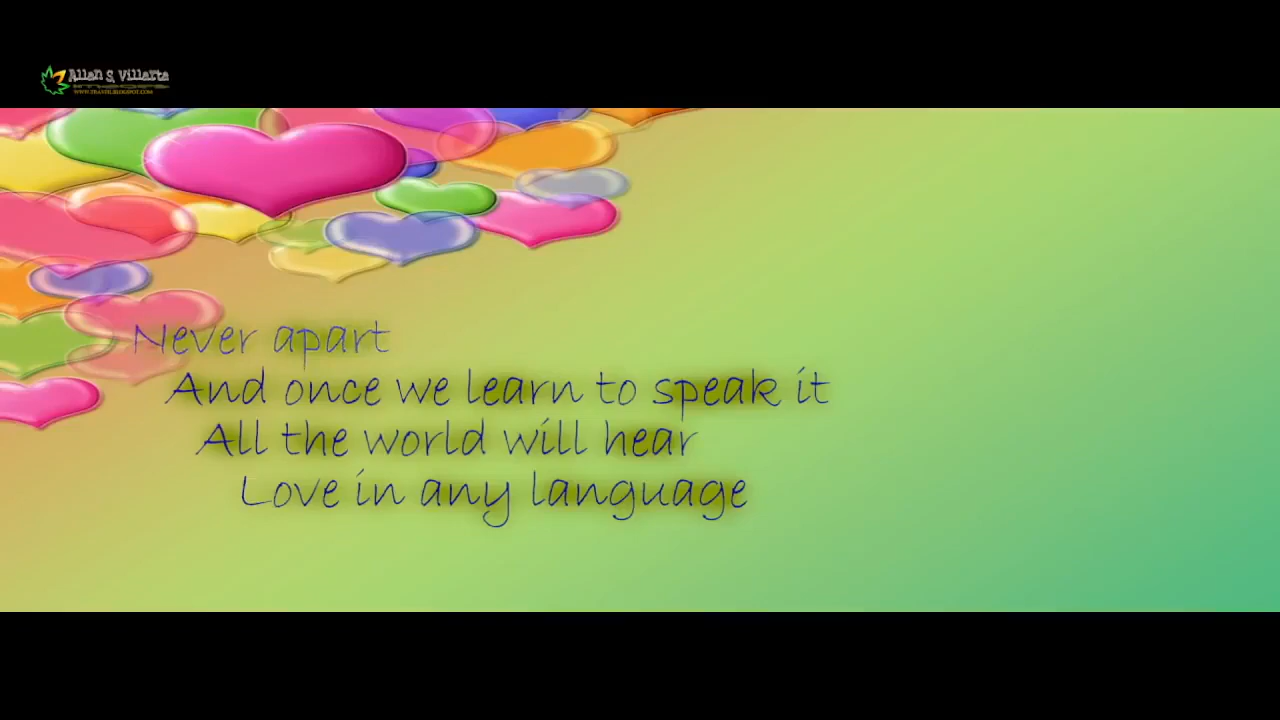 Allan S. Villarta
Never apart
And once we learn to speak it
All the world will hear
Love in any language